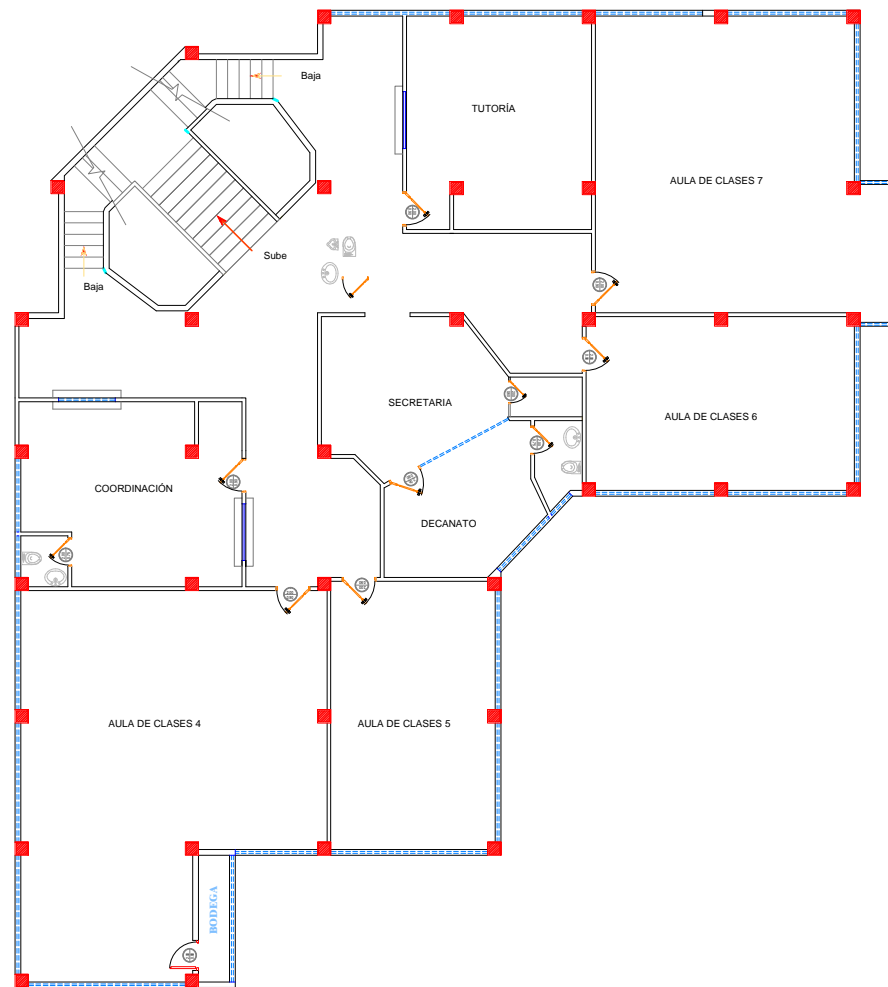 Baja
TUTORÍA
AULA DE CLASES 7
Sube
Baja
SECRETARIA
AULA DE CLASES 6
COORDINACIÓN
DECANATO
AULA DE CLASES 4
AULA DE CLASES 5
BODEGA